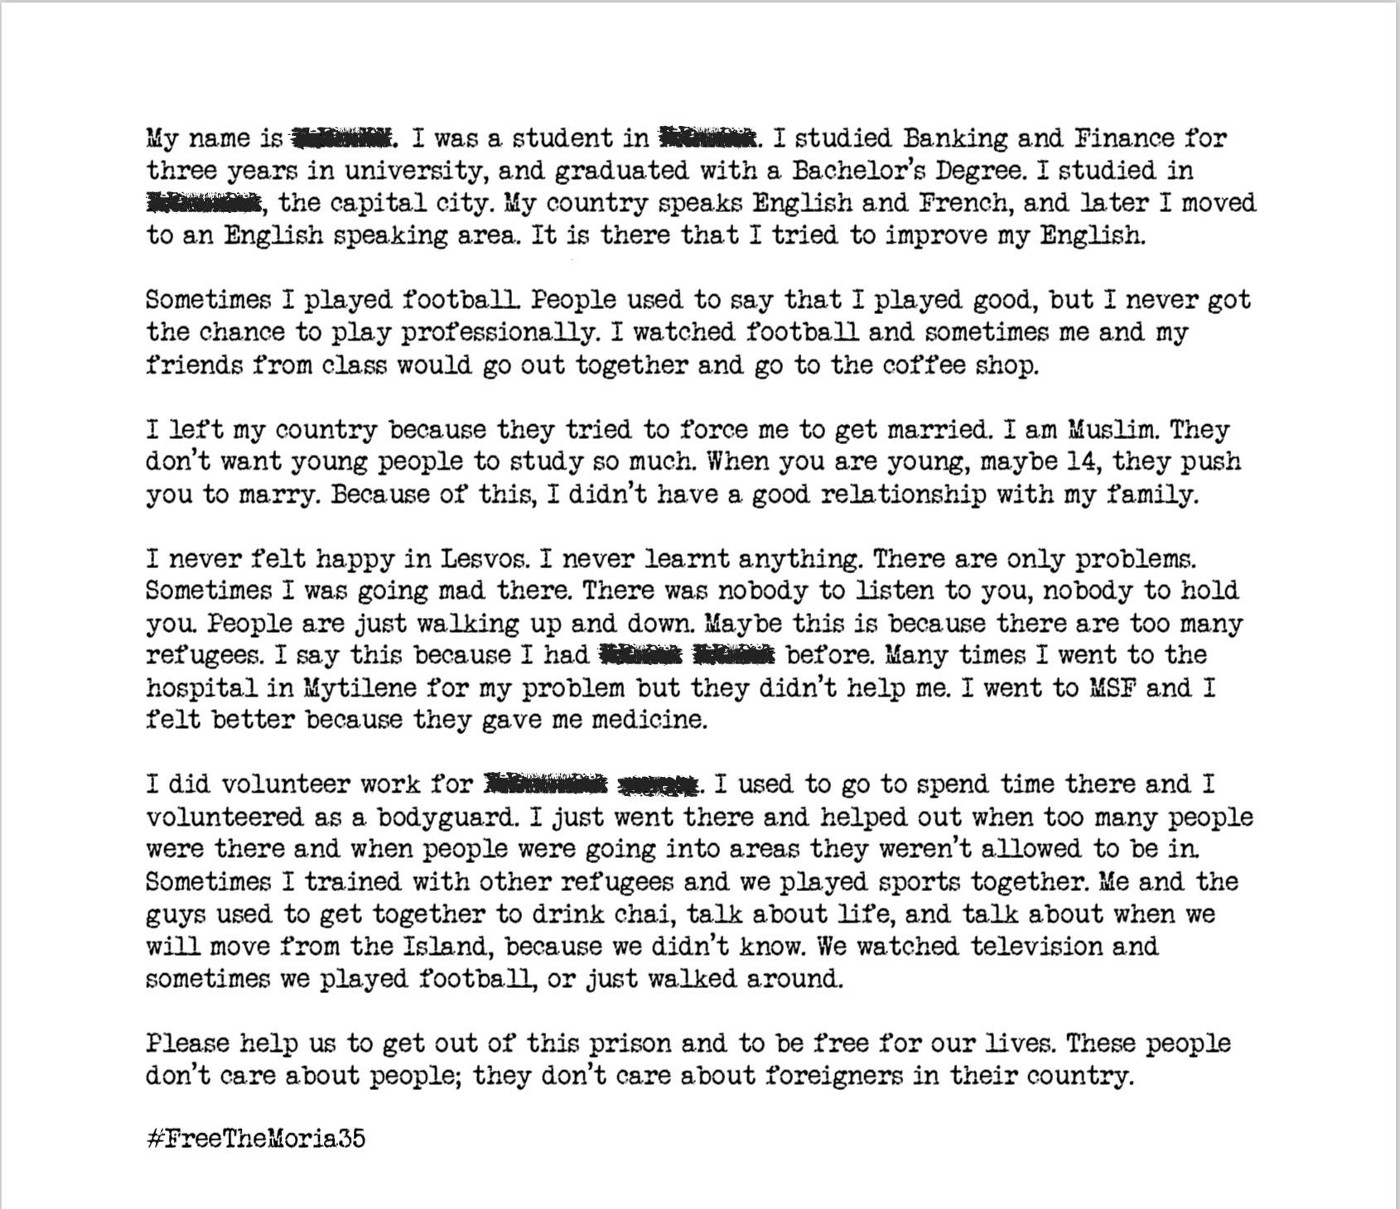 My name is . I was a student in . I studied Banking and Finance for
three years in university, and graduated with a Bachelor's Degree. I studied in
, the capital city. My country speaks English and French, and later I moved
to an English speaking area. It is there that I tried to improve my English.
Sometimes I played football. People used to say that I played good, but I never got
the chance to play professionally. I watched football and sometimes me and my
friends from class would go out together and go to the coffee shop.
I left my country because they tried to force me to get married. I am Muslim. They
don't want young people to study so much. When you are young, maybe 14, they push
you to marry. Because of this, I didn't have a good relationship with my family.
I never felt happy in Lesvos. I never learnt anything. There are only problems.
Sometimes I was going mad there. There was nobody to listen to you, nobody to hold
you. People are just walking up and down. Maybe this is because there are too many
refugees. I say this because I had before. Many times I went to the
hospital in Mytilene for my problem but they didn't help me. I went to MSF and I
felt better because they gave me medicine.
I did volunteer work for . I used to go to spend time there and I
volunteered as a bodyguard. I just went there and helped out when too many people
were there and when people were going into areas they weren't allowed to be in.
Sometimes I trained with other refugees and we played sports together. Me and the
guys used to get together to drink chai, talk about life, and talk about when we
will move from the Island, because we didn't know. We watched television and
sometimes we played football, or just walked around.
Please help us to get out of this prison and to be free for our lives. These people
don't care about people; they don't care about foreigners in their country.
#FreeTheMoria35